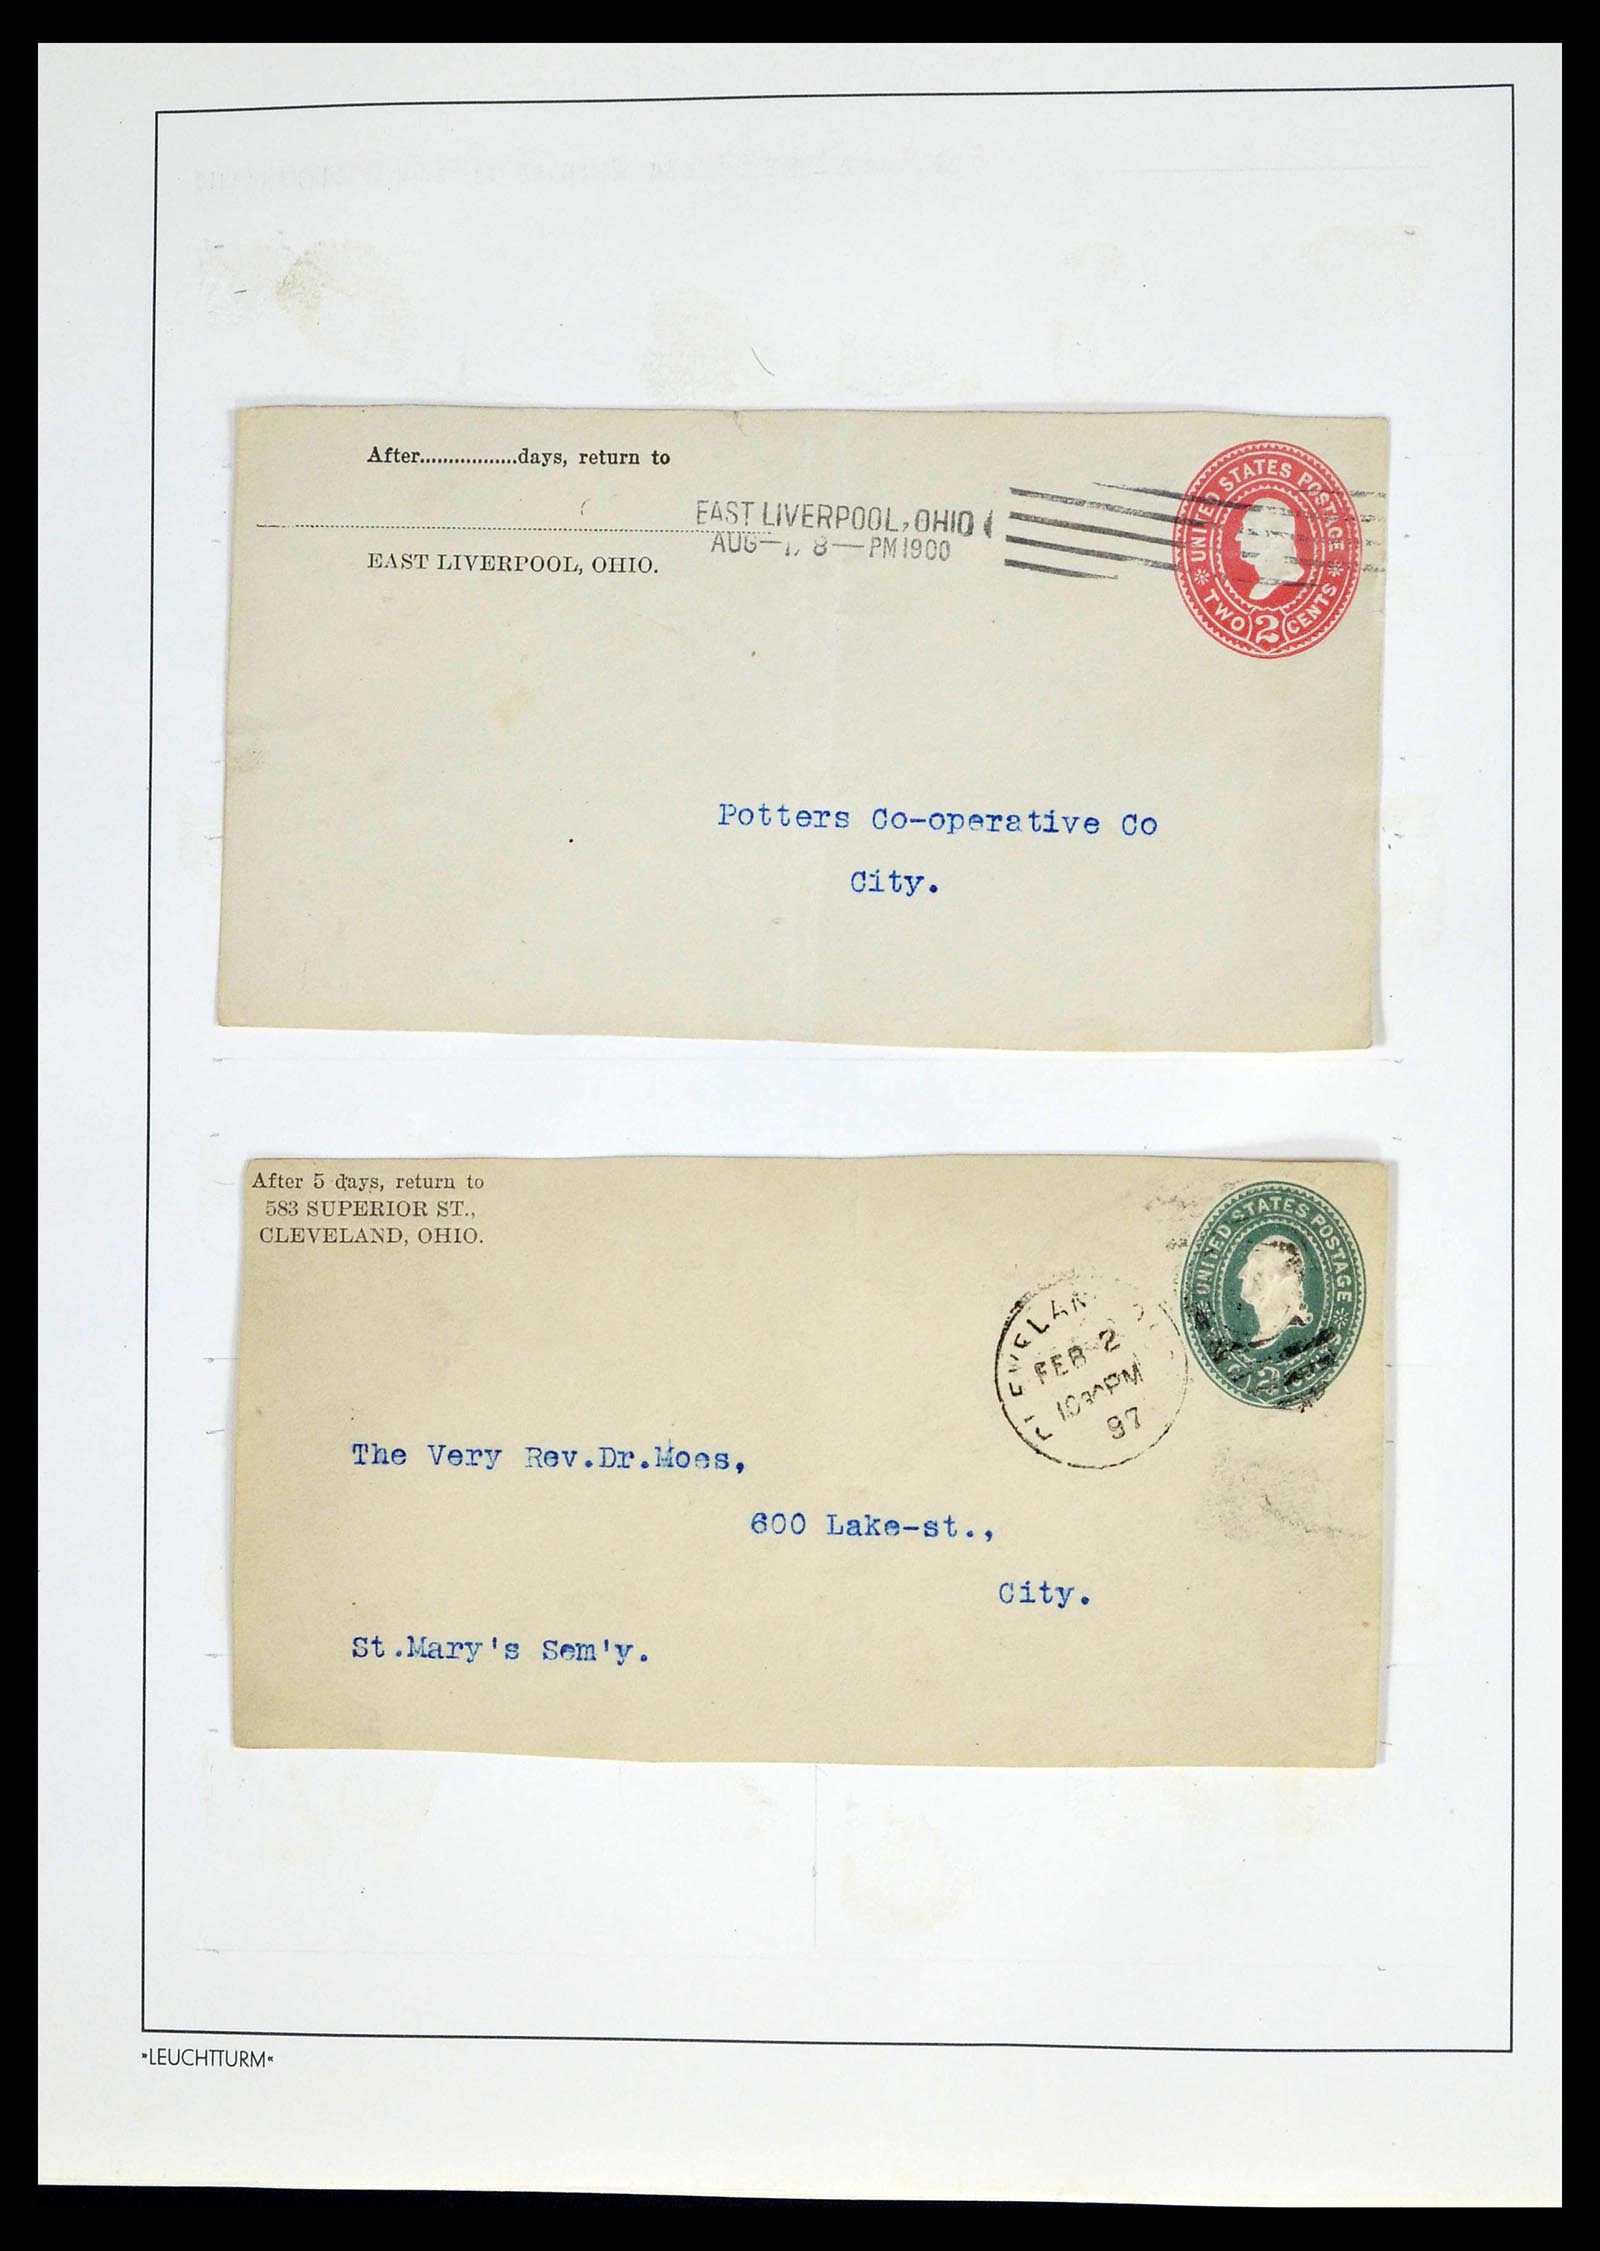 After.................days, return to
EAST LIVERPOOL, OHIO
AUG 8—PM 1900
EAST LIVERPOOL, OHIO.
UNITED STATES POSTAGE
TWO 2 CENTS
Potters Co-operative Co
City.
After 5 days, return to
583 SUPERIOR ST.,
CLEVELAND, OHIO.
UNITED STATES POSTAGE
2
FEB 2
1030PM
97
The Very Rev.Dr.Moes,
600 Lake-st.,
City.
St.Mary's Sem'y.
»LEUCHTTURM«